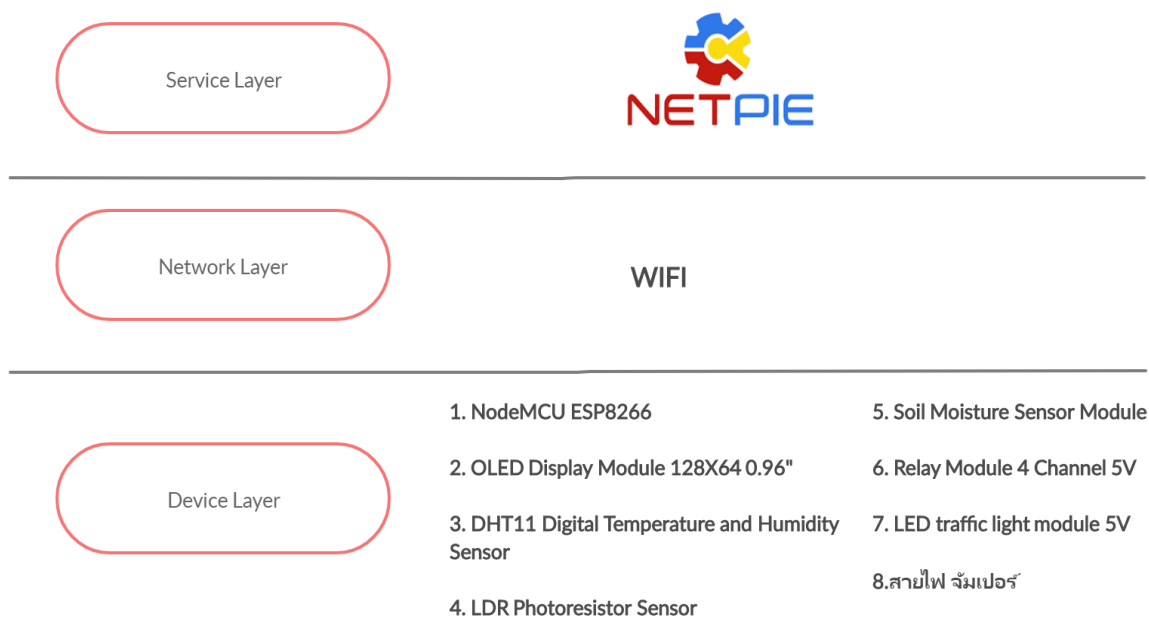 Service Layer
NETPIE
Network Layer
WIFI
Device Layer
1. NodeMCU ESP8266
2. OLED Display Module 128X64 0.96"
3. DHT11 Digital Temperature and Humidity
Sensor
4. LDR Photoresistor Sensor
5. Soil Moisture Sensor Module
6. Relay Module 4 Channel 5V
7. LED traffic light module 5V
8.สายไฟ จัมเปอร์